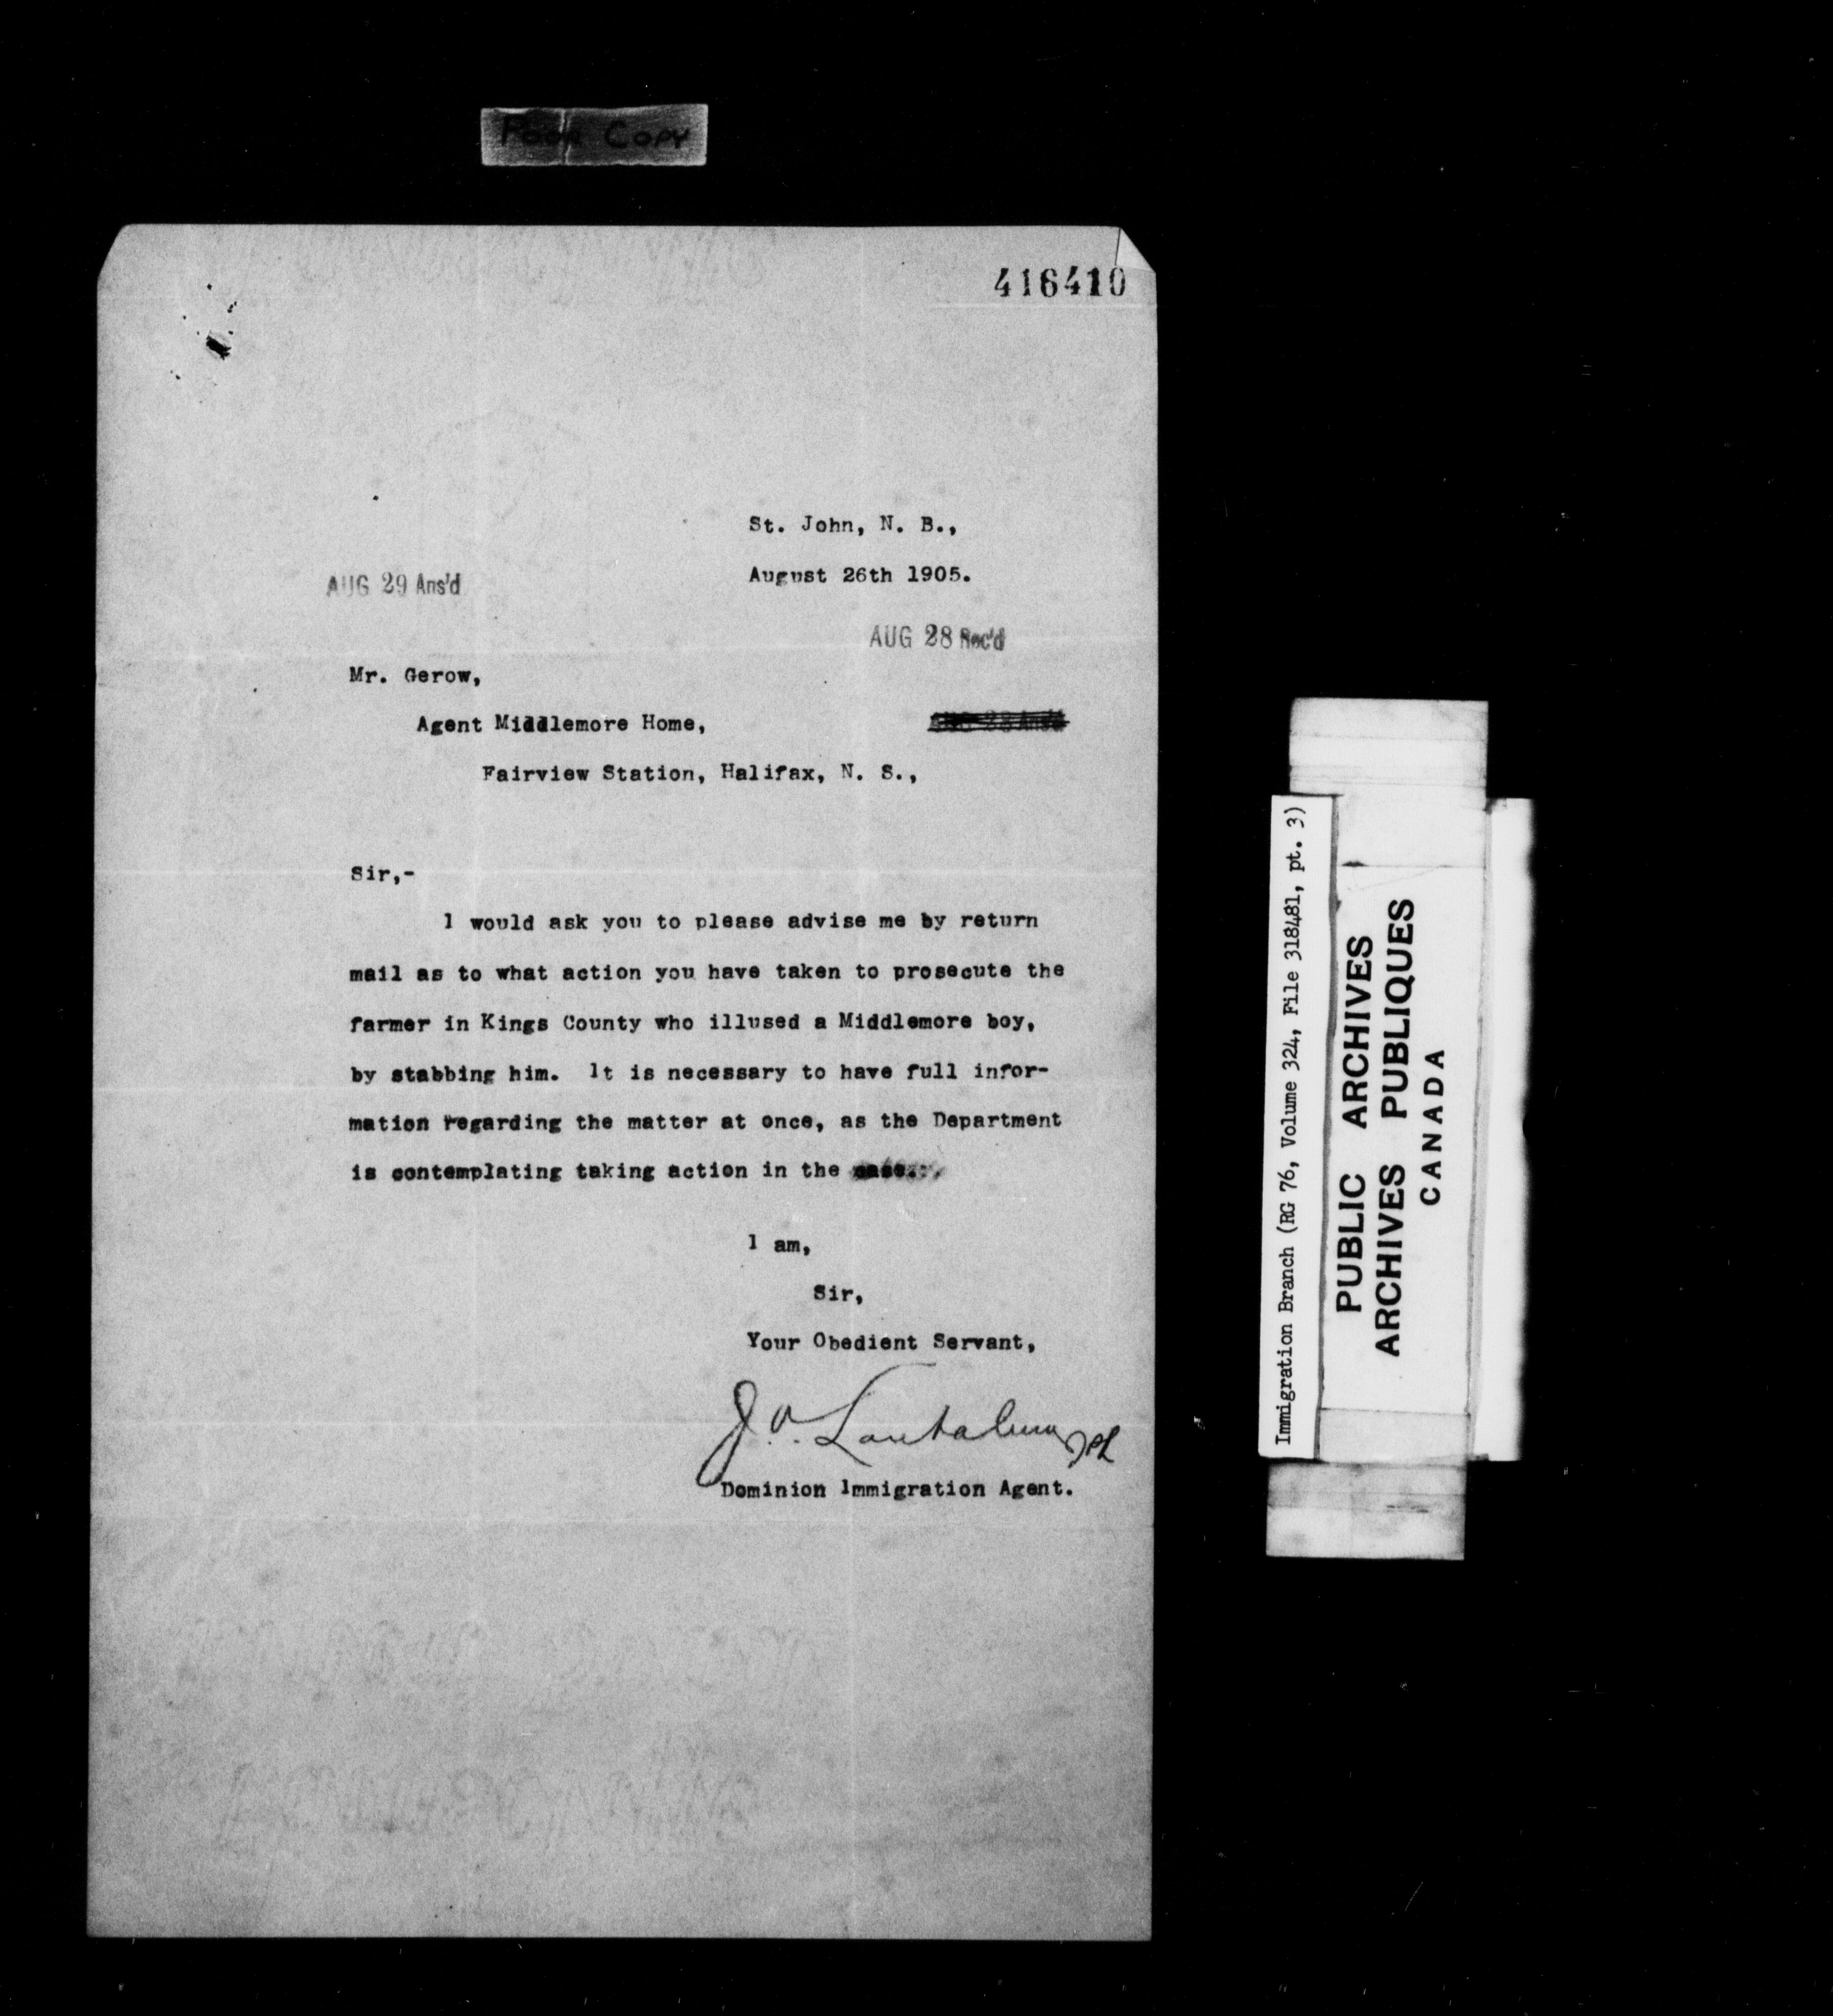 Poor Copy
416410
St. John, N. B.,
August 26th 1905.
AUG 29 Ans'd
AUG 28 Rec'd
Mr. Gerow,
Agent Middlemore Home,
AUG 28 Ans'd
Fairview Station, Halifax, N. S.,
Sir,-
I would ask you to please advise me by return
mail as to what action you have taken to prosecute the
farmer in Kings County who illused a Middlemore boy,
by stabbing him. It is necessary to have full infor-
mation regarding the matter at once, as the Department
is contemplating taking action in the case.
I am,
Sir,
Your Obedient Servant,
J.V. Lantalum
Dominion Immigration Agent.
Immigration Branch (RG 76, Volume 324, File 318481, pt. 3)
PUBLIC ARCHIVES
ARCHIVES PUBLIQUES
CANADA